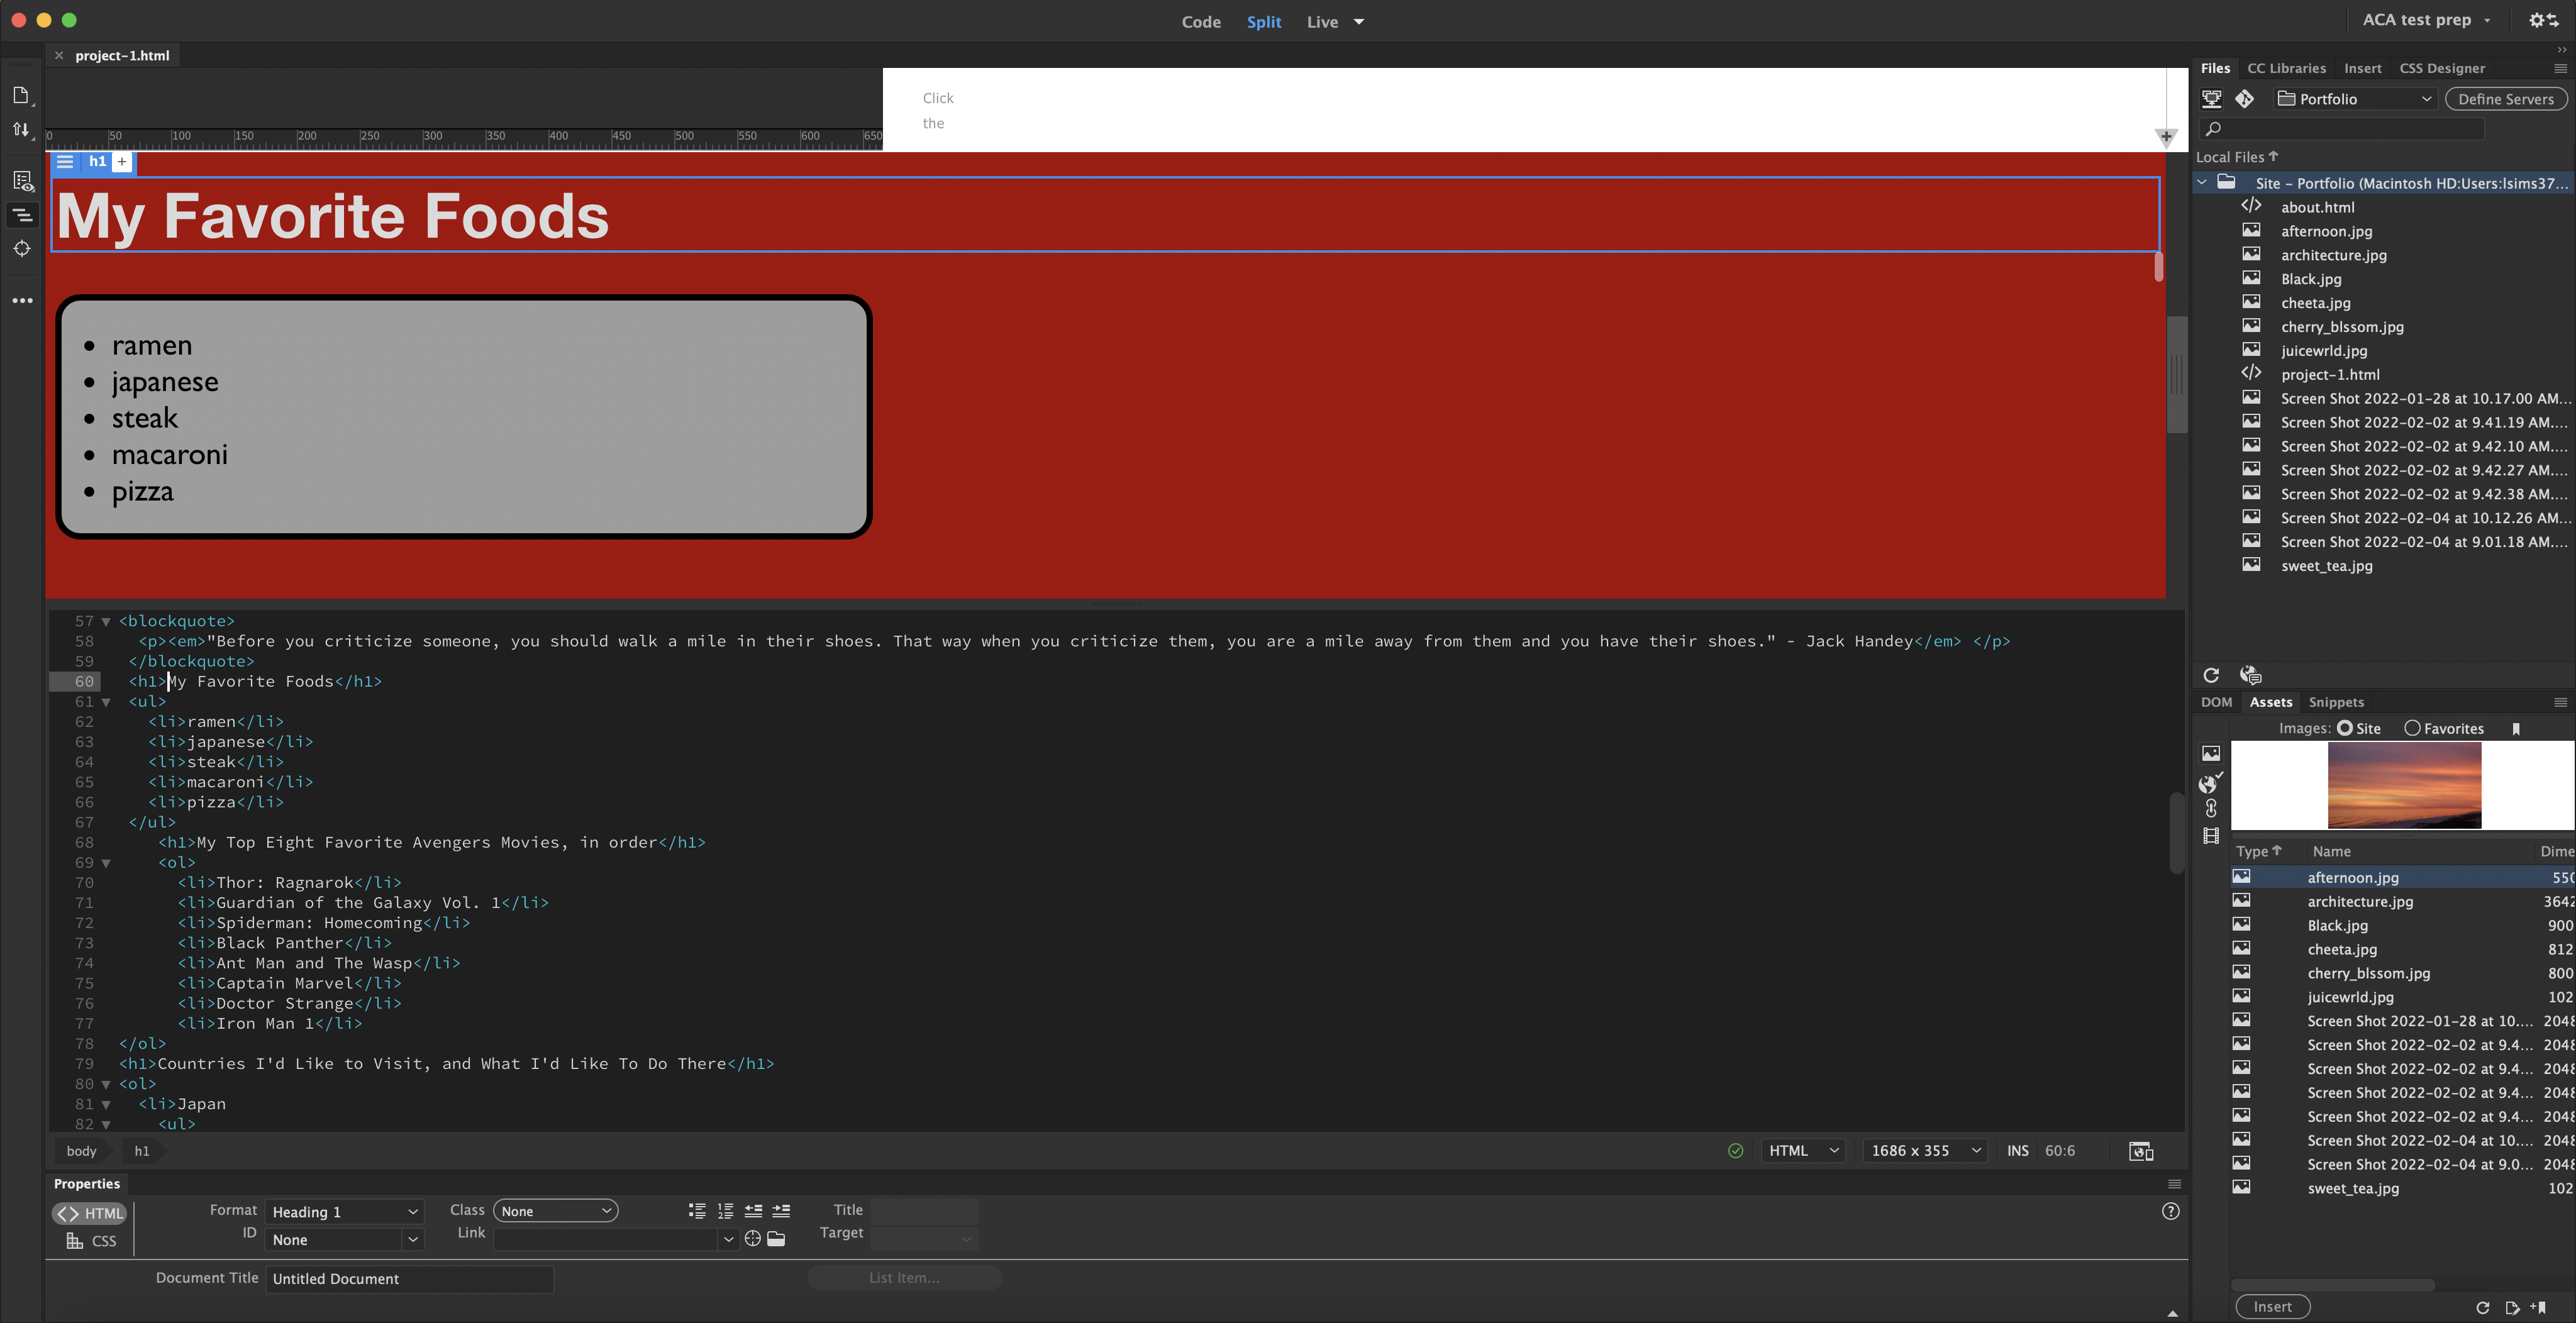 Code Split Live
ACA test prep
project-1.html
Click
the
0 50 100 150 200 250 300 350 400 450 500 550 600 650
h1 +
My Favorite Foods
ramen
japanese
steak
macaroni
pizza
57 <blockquote>
58 <p><em>"Before you criticize someone, you should walk a mile in their shoes. That way when you criticize them, you are a mile away from them and you have their shoes." - Jack Handey</em> </p>
59 </blockquote>
60 <h1>My Favorite Foods</h1>
61 <ul>
62 <li>ramen</li>
63 <li>japanese</li>
64 <li>steak</li>
65 <li>macaroni</li>
66 <li>pizza</li>
67 </ul>
68 <h1>My Top Eight Favorite Avengers Movies, in order</h1>
69 <ol>
70 <li>Thor: Ragnarok</li>
71 <li>Guardian of the Galaxy Vol. 1</li>
72 <li>Spiderman: Homecoming</li>
73 <li>Black Panther</li>
74 <li>Ant Man and The Wasp</li>
75 <li>Captain Marvel</li>
76 <li>Doctor Strange</li>
77 <li>Iron Man 1</li>
78 </ol>
79 <h1>Countries I'd Like to Visit, and What I'd Like To Do There</h1>
80 <ol>
81 <li>Japan
82 <ul>
body h1
HTML 1686 x 355 INS 60:6
Properties
HTML Format Heading 1 Class None Title
CSS ID None Link Target
Document Title Untitled Document List Item...
Files CC Libraries Insert CSS Designer
Portfolio Define Servers
Local Files
Site - Portfolio (Macintosh HD:Users:lsims37...
about.html
afternoon.jpg
architecture.jpg
Black.jpg
cheeta.jpg
cherry_blssom.jpg
juicewrld.jpg
project-1.html
Screen Shot 2022-01-28 at 10.17.00 AM...
Screen Shot 2022-02-02 at 9.41.19 AM....
Screen Shot 2022-02-02 at 9.42.10 AM....
Screen Shot 2022-02-02 at 9.42.27 AM....
Screen Shot 2022-02-02 at 9.42.38 AM....
Screen Shot 2022-02-04 at 10.12.26 AM...
Screen Shot 2022-02-04 at 9.01.18 AM....
sweet_tea.jpg
DOM Assets Snippets
Images: Site Favorites
Type Name Dime
afternoon.jpg 550
architecture.jpg 3642
Black.jpg 900
cheeta.jpg 812
cherry_blssom.jpg 800
juicewrld.jpg 102
Screen Shot 2022-01-28 at 10.... 2048
Screen Shot 2022-02-02 at 9.4... 2048
Screen Shot 2022-02-02 at 9.4... 2048
Screen Shot 2022-02-02 at 9.4... 2048
Screen Shot 2022-02-02 at 9.4... 2048
Screen Shot 2022-02-04 at 10.... 2048
Screen Shot 2022-02-04 at 9.0... 2048
sweet_tea.jpg 102
Insert